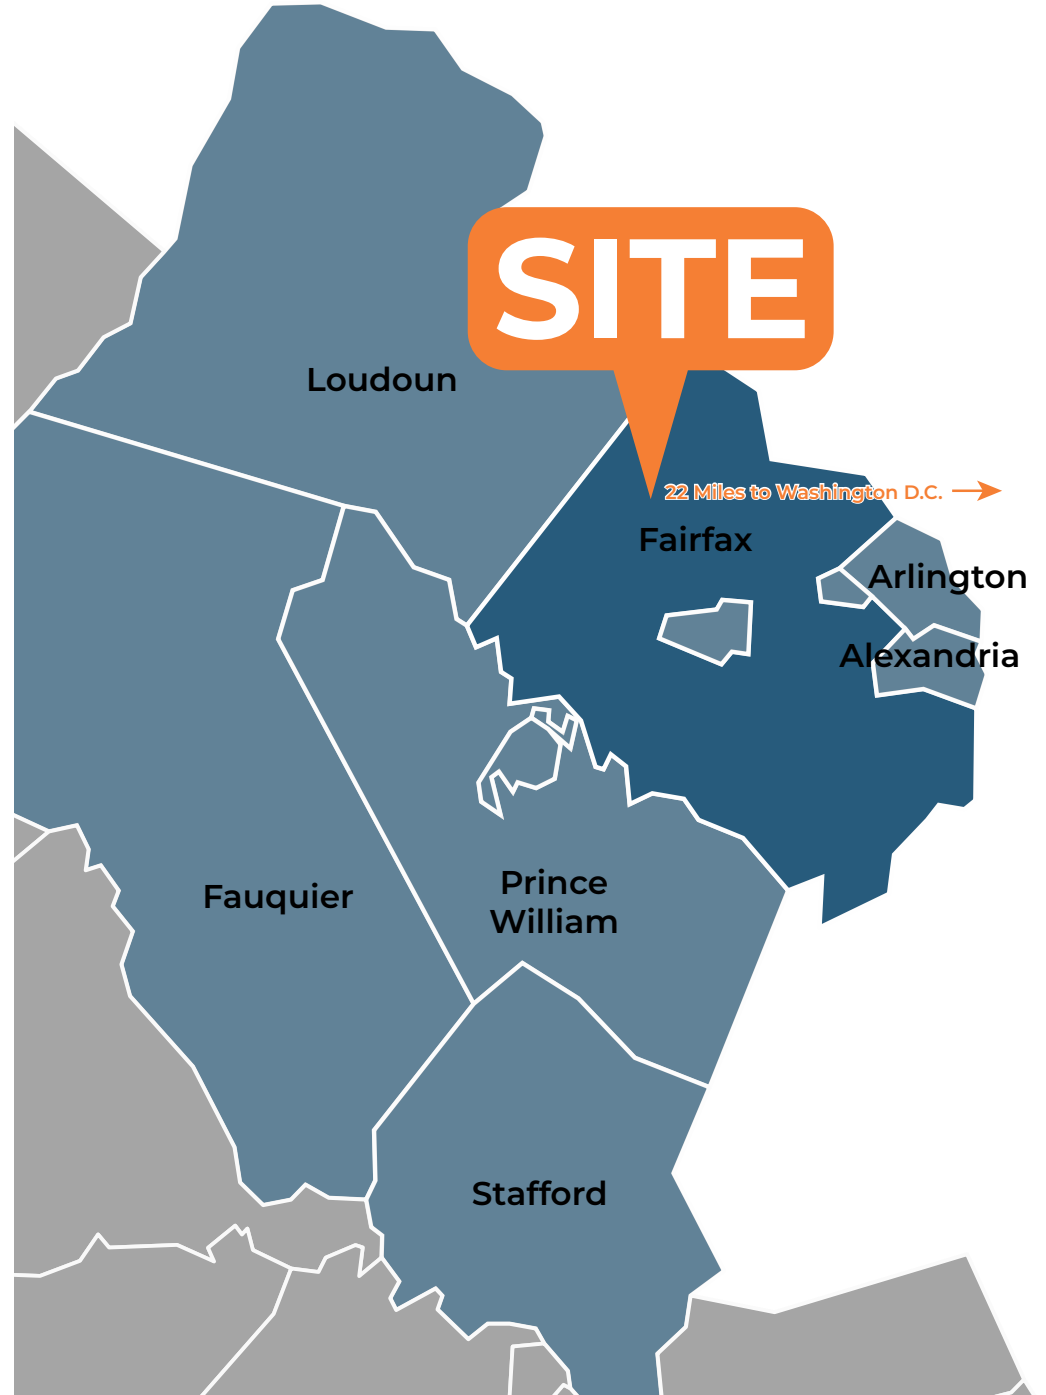 SITE
Loudoun
22 Miles to Washington D.C.
Fairfax
Arlington
Alexandria
Fauquier
Prince
William
Stafford